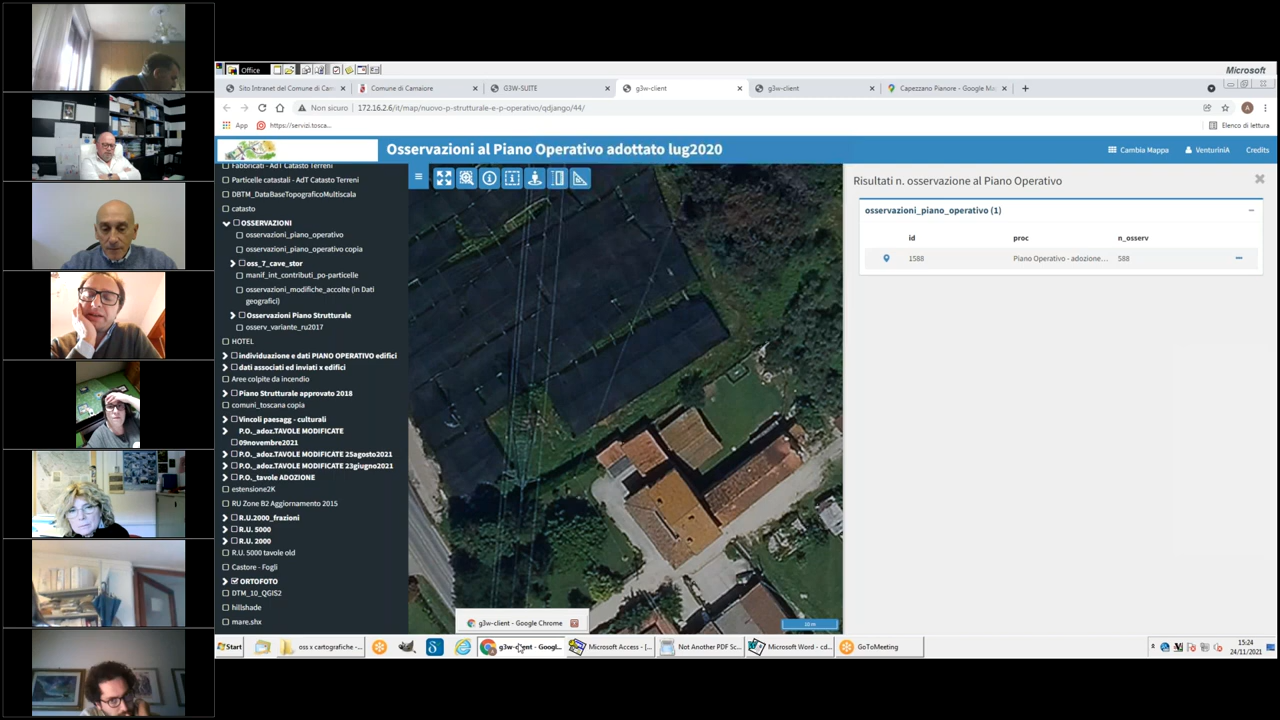 Office
Microsoft
Sito Intranet del Comune di Cam
Comune di Camaiore
G3W-SUITE
g3w-client
g3w-client
Capezzano Pianore - Google Ma
Non sicuro
172.16.2.6/it/map/nuovo-p-strutturale-e-p-operativo/qdjango/44/
App
https://servizi.tosca...
Elenco di lettura
Osservazioni al Piano Operativo adottato lug2020
Cambia Mappa
VenturiniA
Credits
Fabbricati - AdT Catasto Terreni
Particelle catastali - AdT Catasto Terreni
DBTM_DataBaseTopograficoMultiscala
catasto
OSSERVAZIONI
osservazioni_piano_operativo
osservazioni_piano_operativo copia
oss_7_cave_stor
manif_int_contributi_po-particelle
osservazioni_modifiche_accolte (in Dati
geografici)
Osservazioni Piano Strutturale
osserv_variante_ru2017
HOTEL
individuazione e dati PIANO OPERATIVO edifici
dati associati ed inviati x edifici
Aree colpite da incendio
Piano Strutturale approvato 2018
comuni_toscana copia
Vincoli paesagg - culturali
P.O._adoz.TAVOLE MODIFICATE
09novembre2021
P.O._adoz.TAVOLE MODIFICATE 25agosto2021
P.O._adoz.TAVOLE MODIFICATE 23giugno2021
P.O._tavole ADOZIONE
estensione2K
RU Zone B2 Aggiornamento 2015
R.U.2000_frazioni
R.U. 5000
R.U. 2000
R.U. 5000 tavole old
Castore - Fogli
ORTOFOTO
DTM_10_QGIS2
hillshade
mare.shx
Risultati n. osservazione al Piano Operativo
osservazioni_piano_operativo (1)
id proc n_osserv
1588 Piano Operativo - adozione... 588
10 m
g3w-client - Google Chrome
Start
oss x cartografiche -...
g3w-client - Googl...
Microsoft Access - [...
Not Another PDF Sc...
Microsoft Word - cd...
GoToMeeting
15:24
24/11/2021